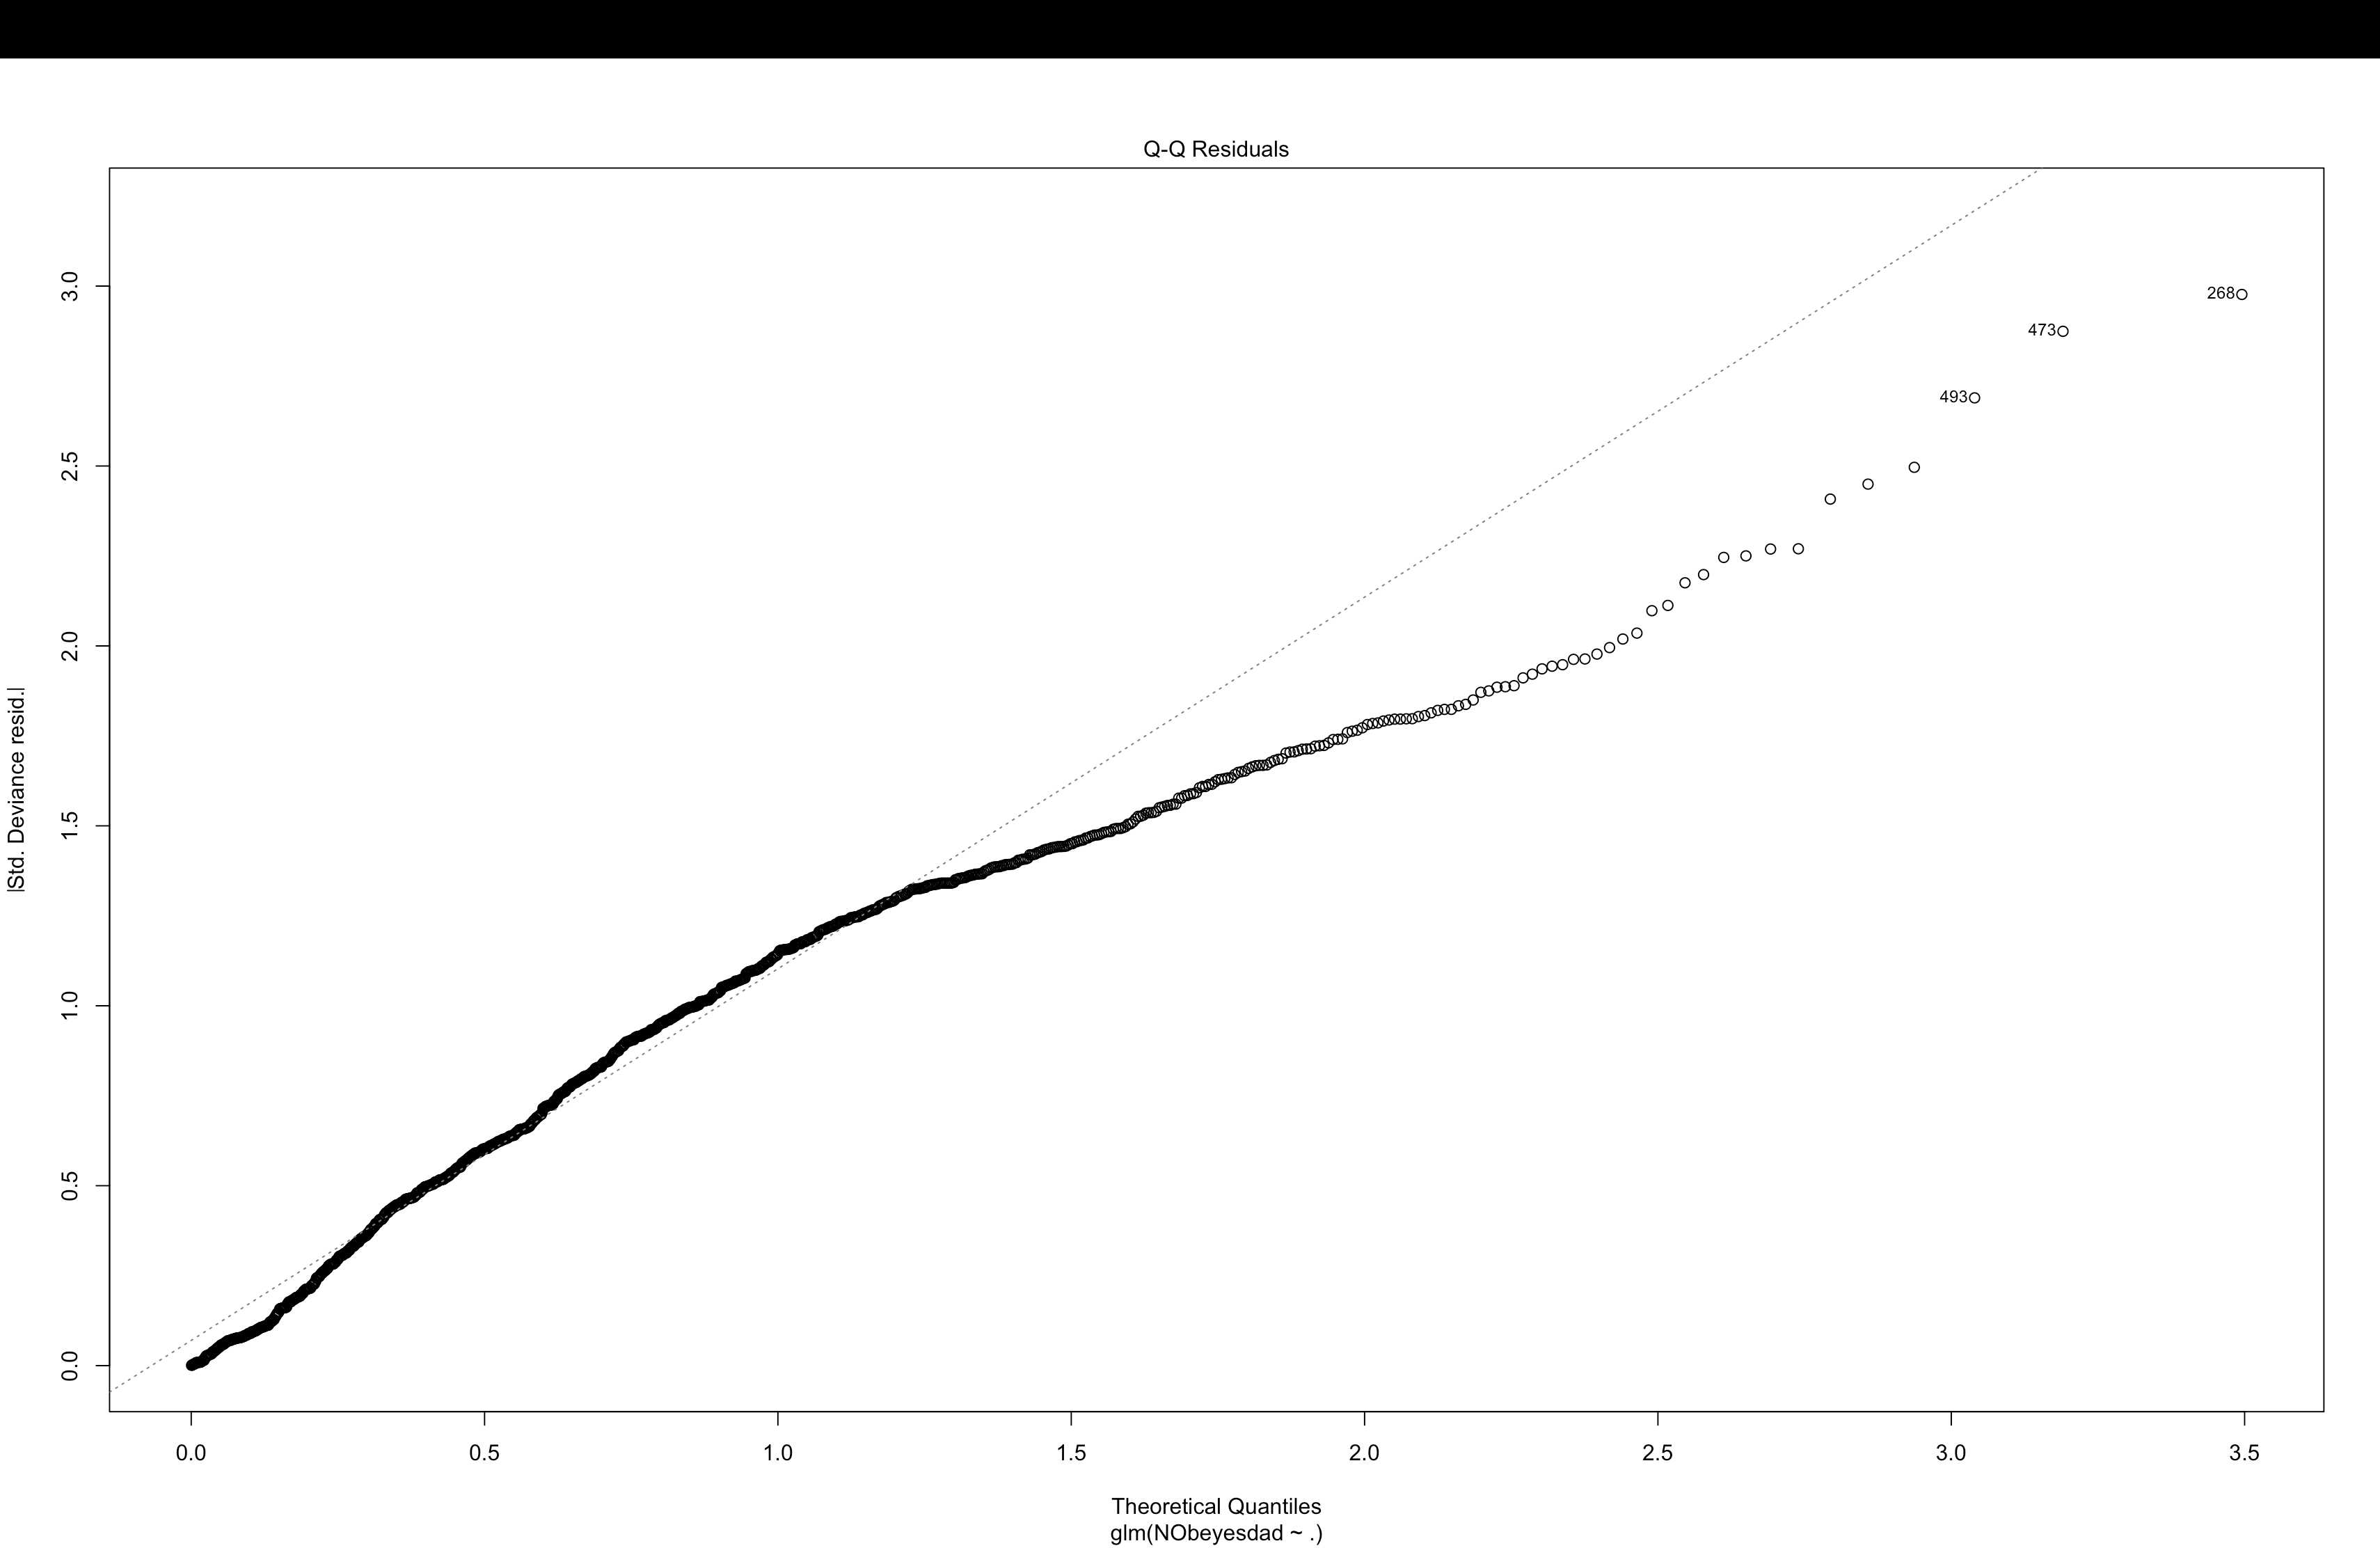 Q-Q Residuals
|Std. Deviance resid.|
3.0
2.5
2.0
1.5
1.0
0.5
0.0
268
473
493
0.0 0.5 1.0 1.5 2.0 2.5 3.0 3.5
Theoretical Quantiles
glm(NObeyesdad ~ .)